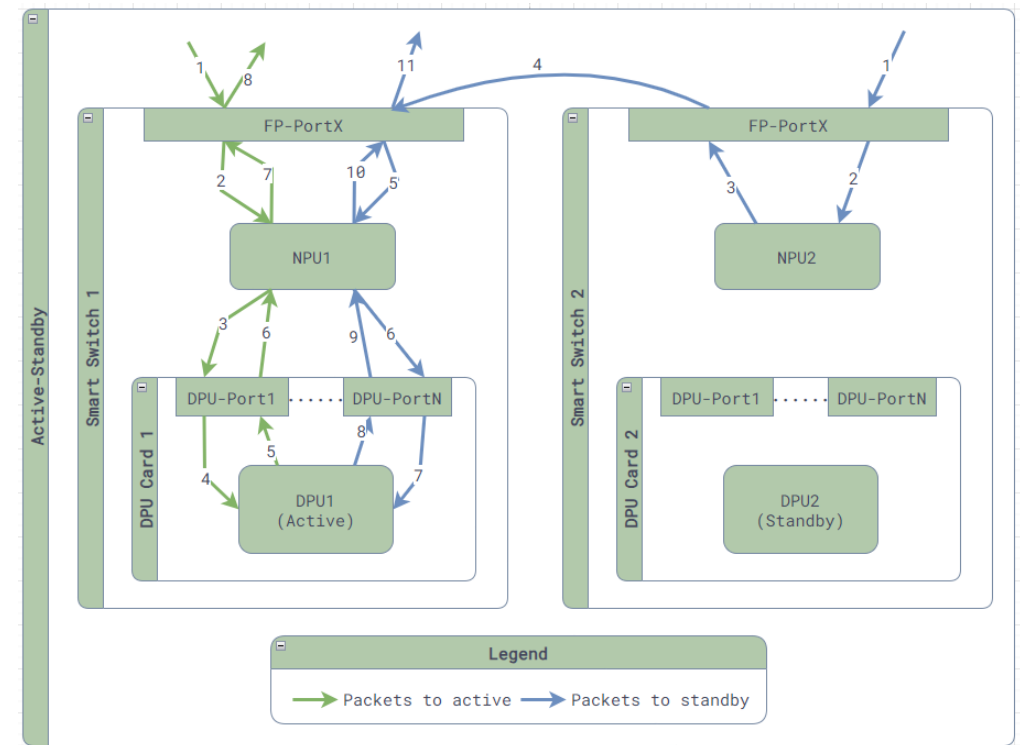 Active-Standby
Smart Switch 1
1
8
11
4
FP-PortX
2
7
10
5
NPU1
3
6
9
6
DPU Card 1
DPU-Port1
......
DPU-PortN
4
5
8
7
DPU1
(Active)
Smart Switch 2
1
FP-PortX
3
2
NPU2
DPU Card 2
DPU-Port1
......
DPU-PortN
DPU2
(Standby)
Legend
Packets to active
Packets to standby